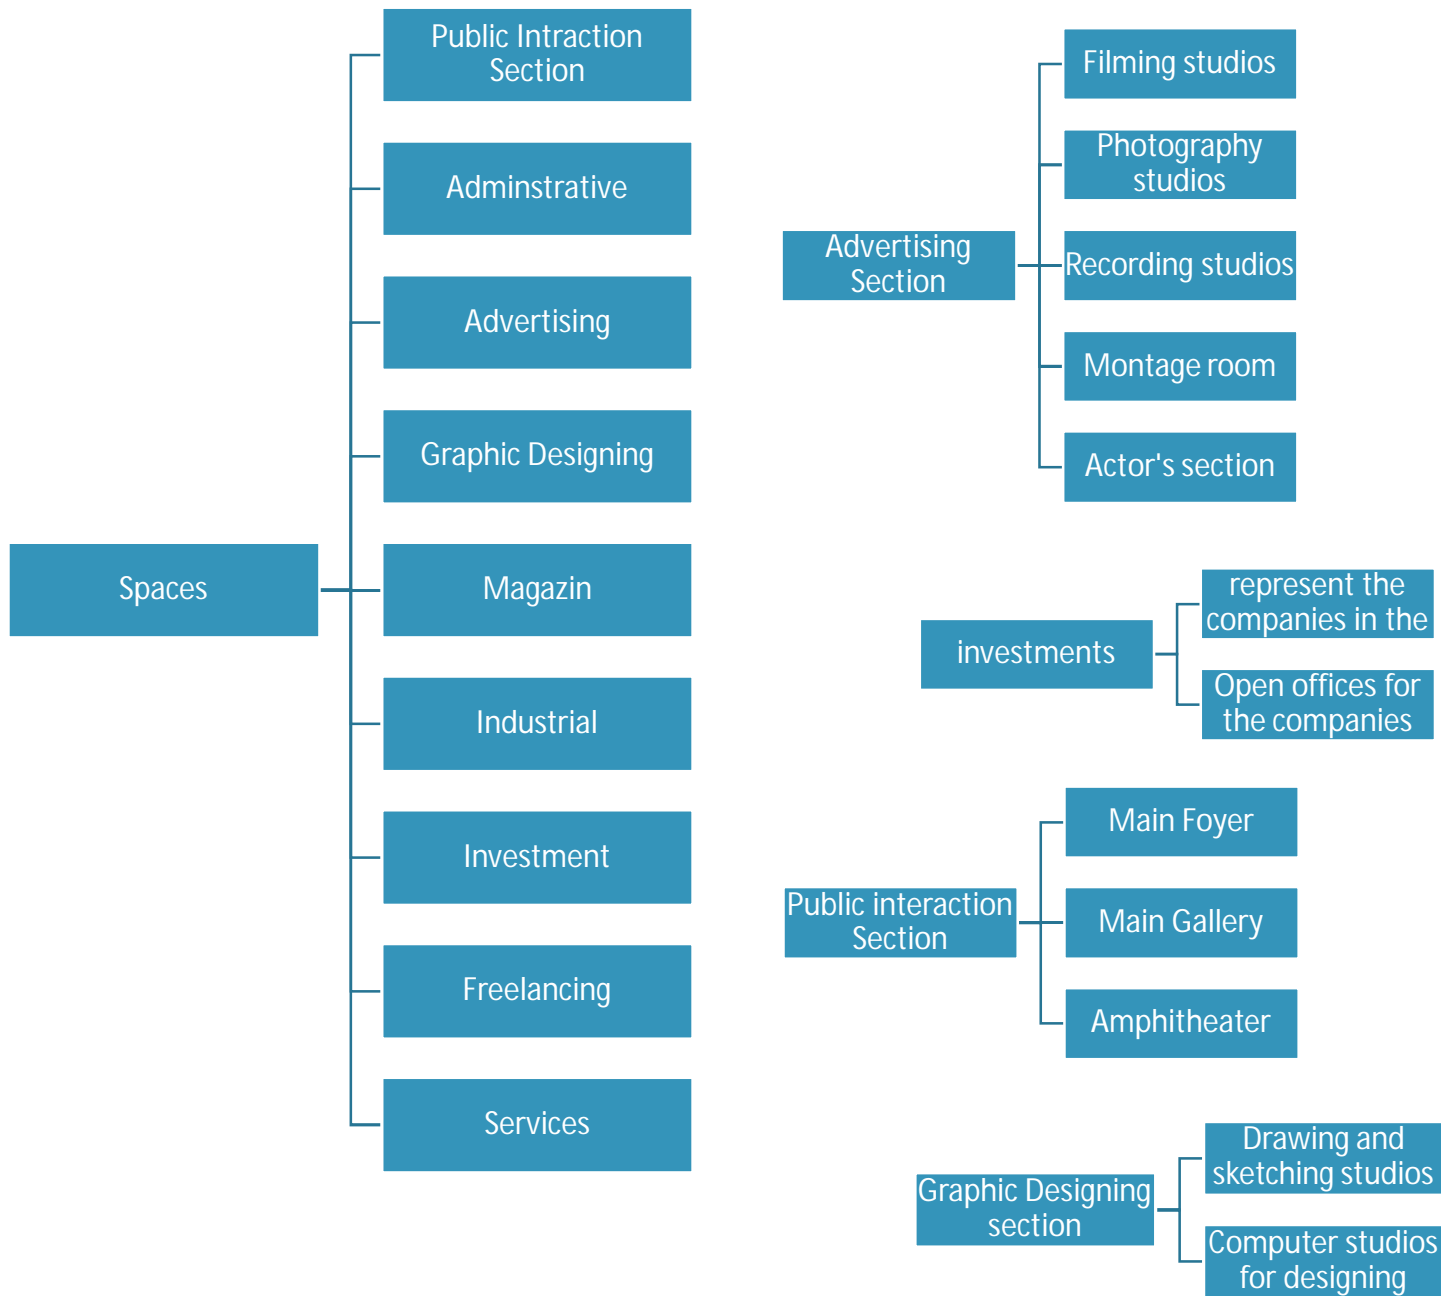 Spaces
Public Intraction
Section
Adminstrative
Advertising
Graphic Designing
Magazin
Industrial
Investment
Freelancing
Services
Advertising
Section
Filming studios
Photography
studios
Recording studios
Montage room
Actor's section
investments
represent the
companies in the
Open offices for
the companies
Public interaction
Section
Main Foyer
Main Gallery
Amphitheater
Graphic Designing
section
Drawing and
sketching studios
Computer studios
for designing